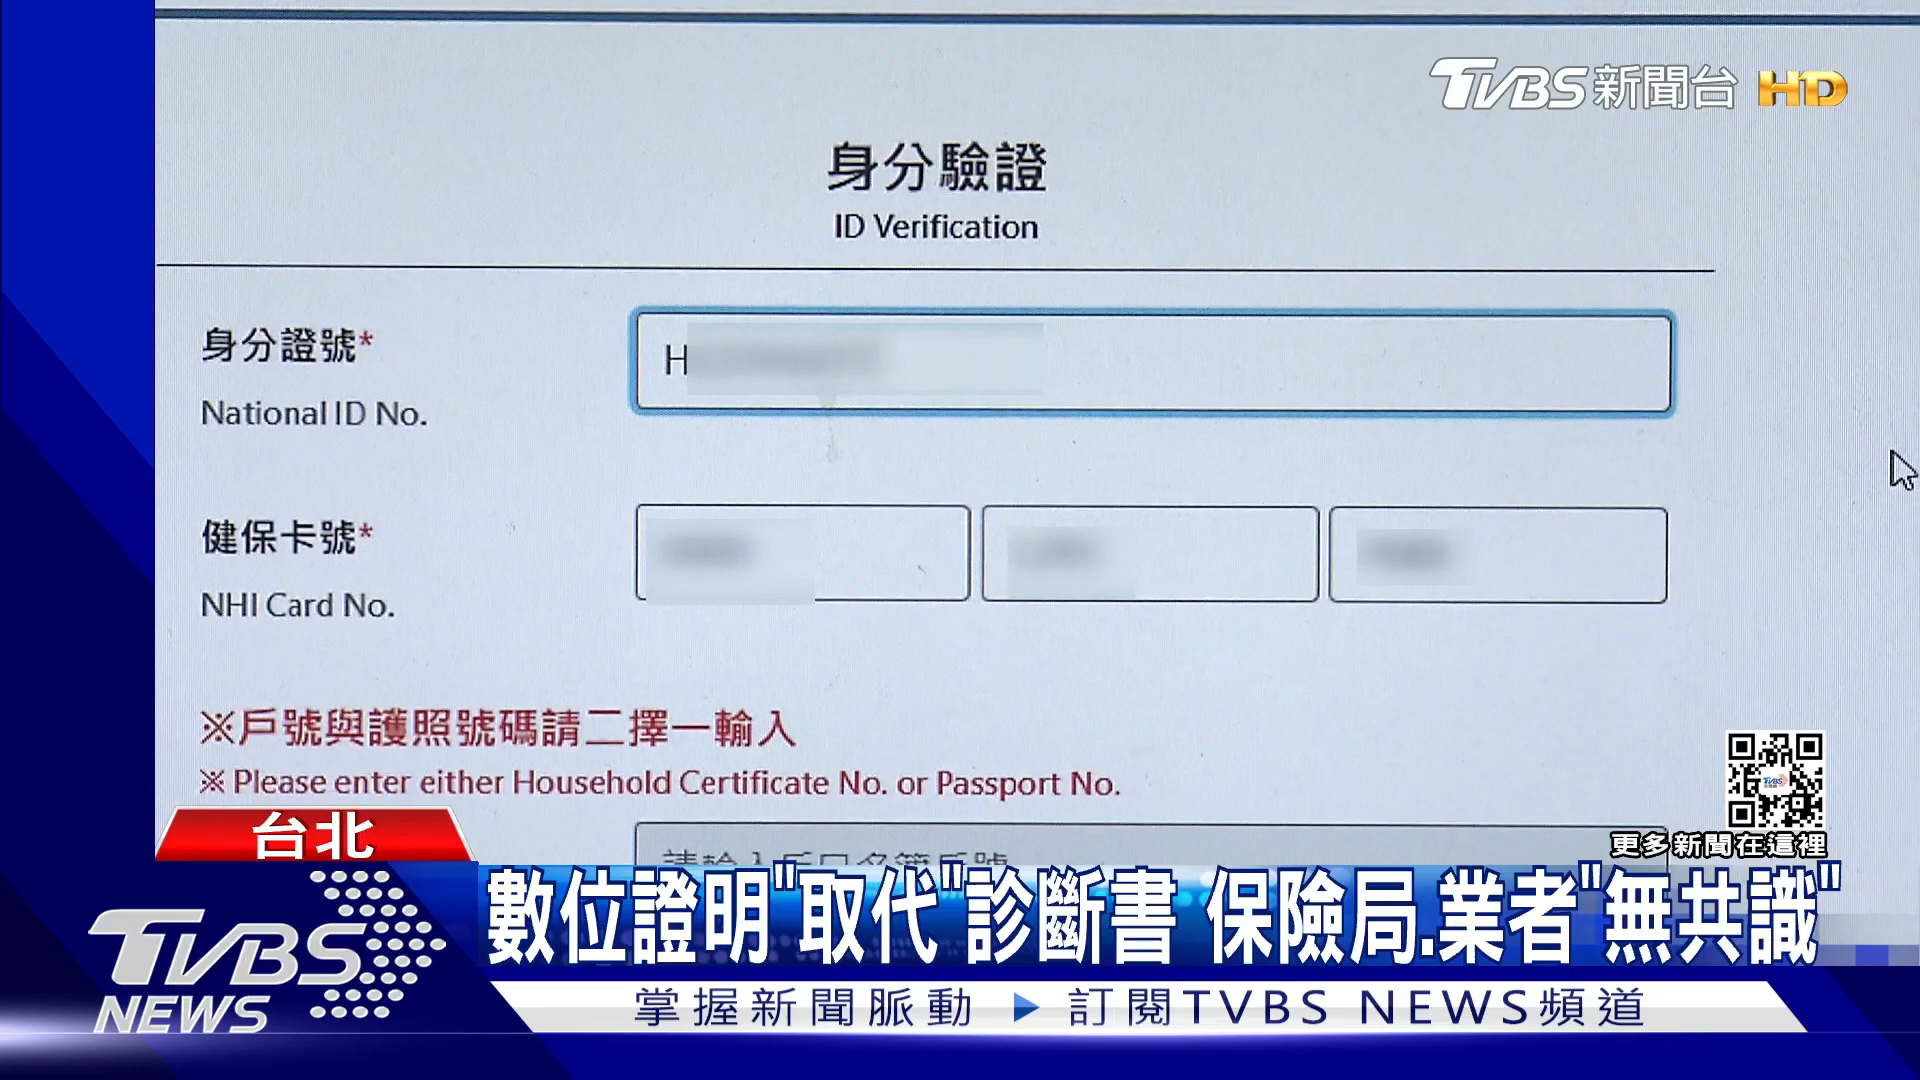 TVBS新聞台 HD
身分驗證
ID Verification
身分證號*
H
National ID No.
健保卡號*
NHI Card No.
※戶號與護照號碼請二擇一輸入
※ Please enter either Household Certificate No. or Passport No.
TVBS
更多新聞在這裡
台北
數位證明"取代"診斷書 保險局.業者"無共識"
TVBS
NEWS
掌握新聞脈動 ▶ 訂閱TVBS NEWS頻道